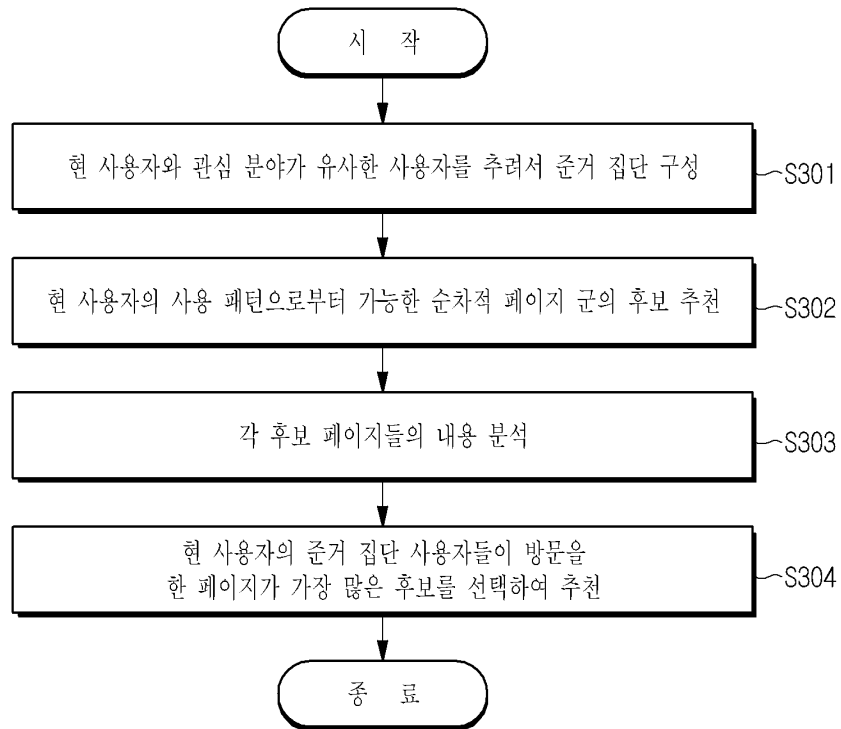 시 작
현 사용자와 관심 분야가 유사한 사용자를 추려서 준거 집단 구성
S301
현 사용자의 사용 패턴으로부터 가능한 순차적 페이지 군의 후보 추천
S302
각 후보 페이지들의 내용 분석
S303
현 사용자의 준거 집단 사용자들이 방문을
한 페이지가 가장 많은 후보를 선택하여 추천
S304
종 료